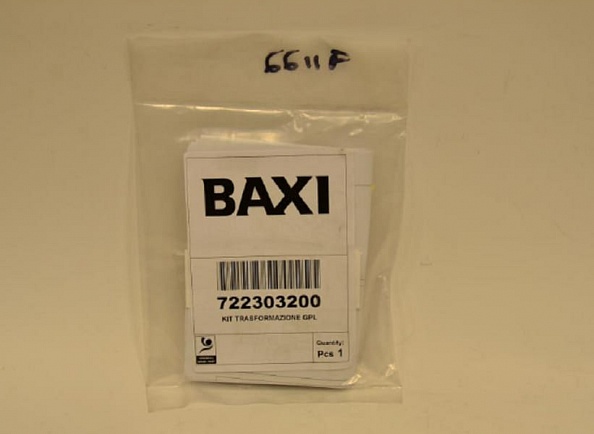 6611F
BAXI
722303200
KIT TRASFORMAZIONE GPL
Quantity:
Pcs 1